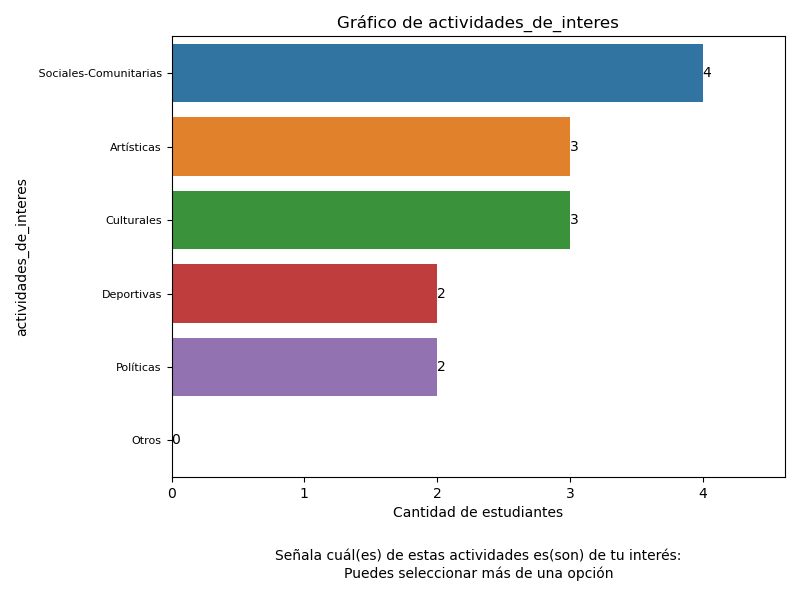 Gráfico de actividades_de_interes
Sociales-Comunitarias
4
Artísticas
3
Culturales
3
Deportivas
2
Políticas
2
Otros
0
actividades_de_interes
0 1 2 3 4
Cantidad de estudiantes
Señala cuál(es) de estas actividades es(son) de tu interés:
Puedes seleccionar más de una opción